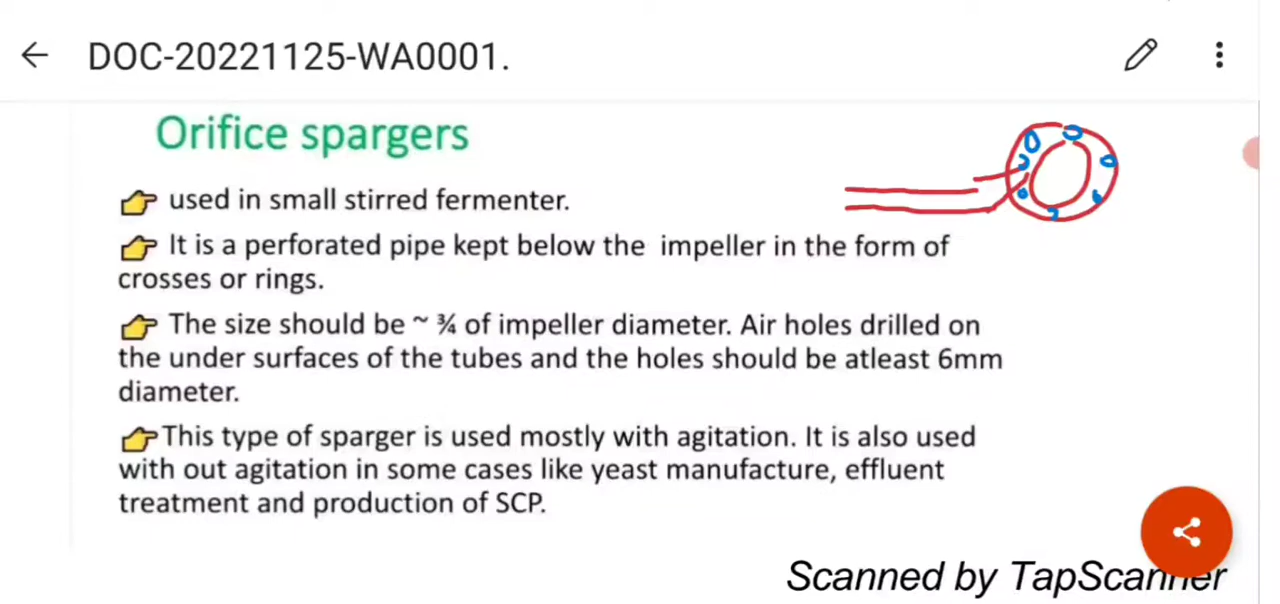 DOC-20221125-WA0001.
Orifice spargers
👉 used in small stirred fermenter.
👉 It is a perforated pipe kept below the impeller in the form of
crosses or rings.
👉 The size should be ~ ¾ of impeller diameter. Air holes drilled on
the under surfaces of the tubes and the holes should be atleast 6mm
diameter.
👉This type of sparger is used mostly with agitation. It is also used
with out agitation in some cases like yeast manufacture, effluent
treatment and production of SCP.
Scanned by TapScanner